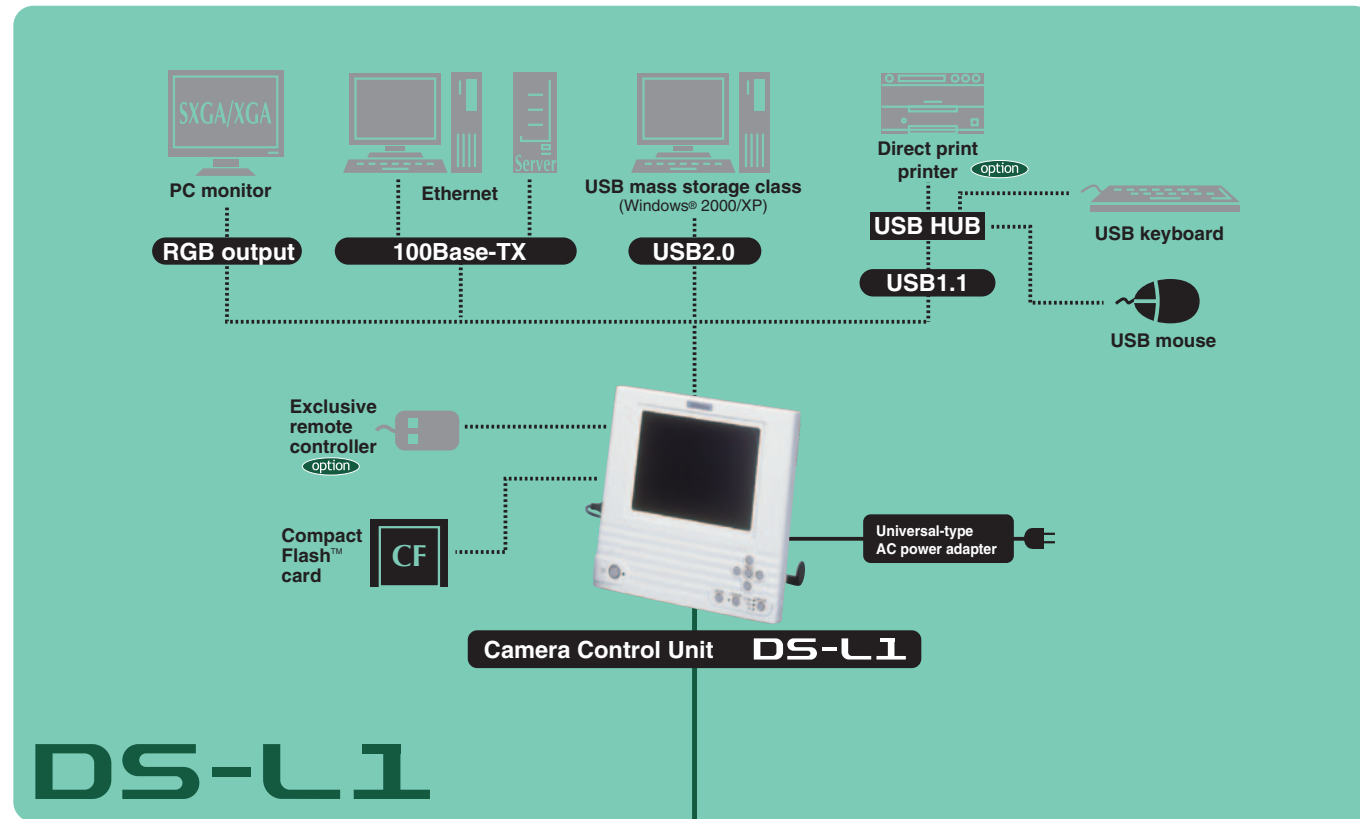 SXGA/XGA
PC monitor
RGB output
Server
Ethernet
100Base-TX
USB mass storage class
(Windows® 2000/XP)
USB2.0
Direct print
printer option
USB HUB
USB1.1
USB keyboard
USB mouse
Exclusive
remote
controller
option
Compact
Flash™
card
CF
Universal-type
AC power adapter
Camera Control Unit DS-L1
DS-L1